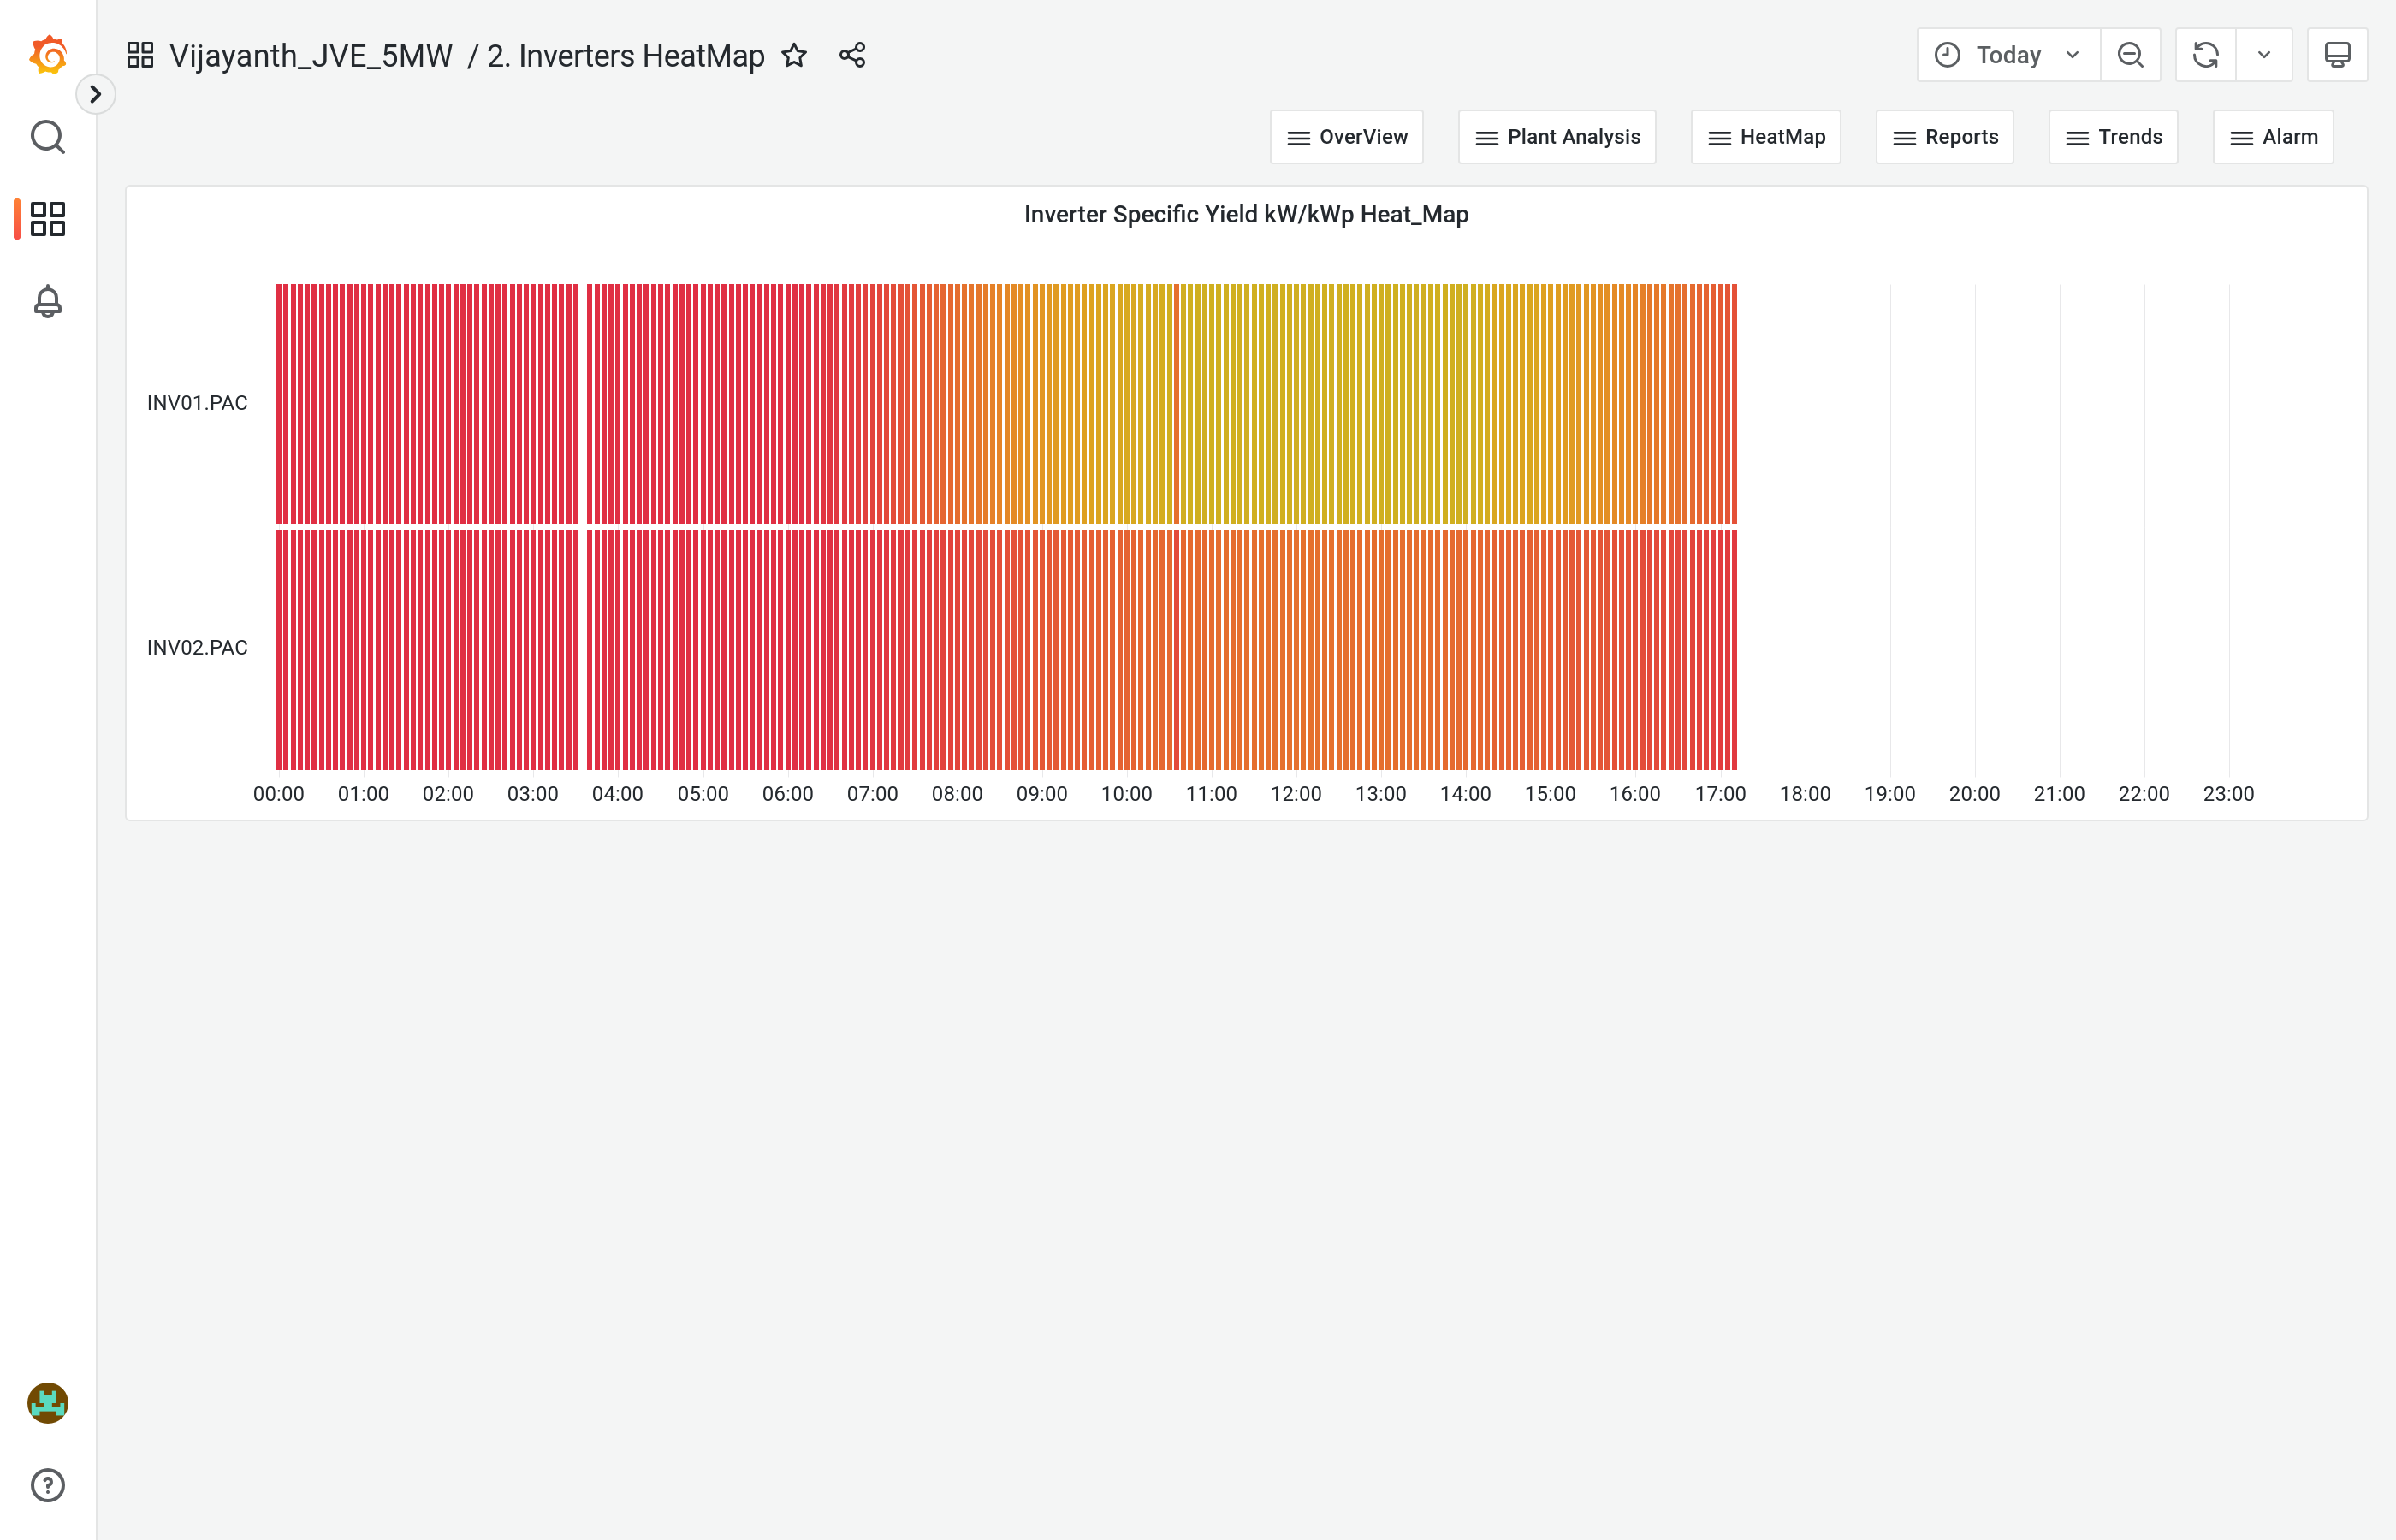 Vijayanth_JVE_5MW / 2. Inverters HeatMap
Today
OverView
Plant Analysis
HeatMap
Reports
Trends
Alarm
Inverter Specific Yield kW/kWp Heat_Map
INV01.PAC
INV02.PAC
00:00 01:00 02:00 03:00 04:00 05:00 06:00 07:00 08:00 09:00 10:00 11:00 12:00 13:00 14:00 15:00 16:00 17:00 18:00 19:00 20:00 21:00 22:00 23:00